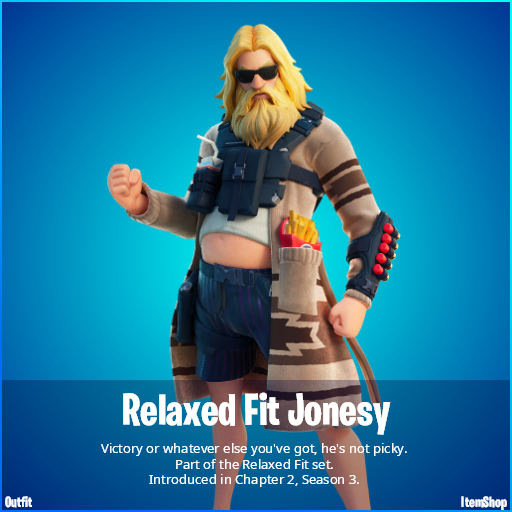 Relaxed Fit Jonesy
Victory or whatever else you've got, he's not picky.
Part of the Relaxed Fit set.
Introduced in Chapter 2, Season 3.
Outfit
ItemShop